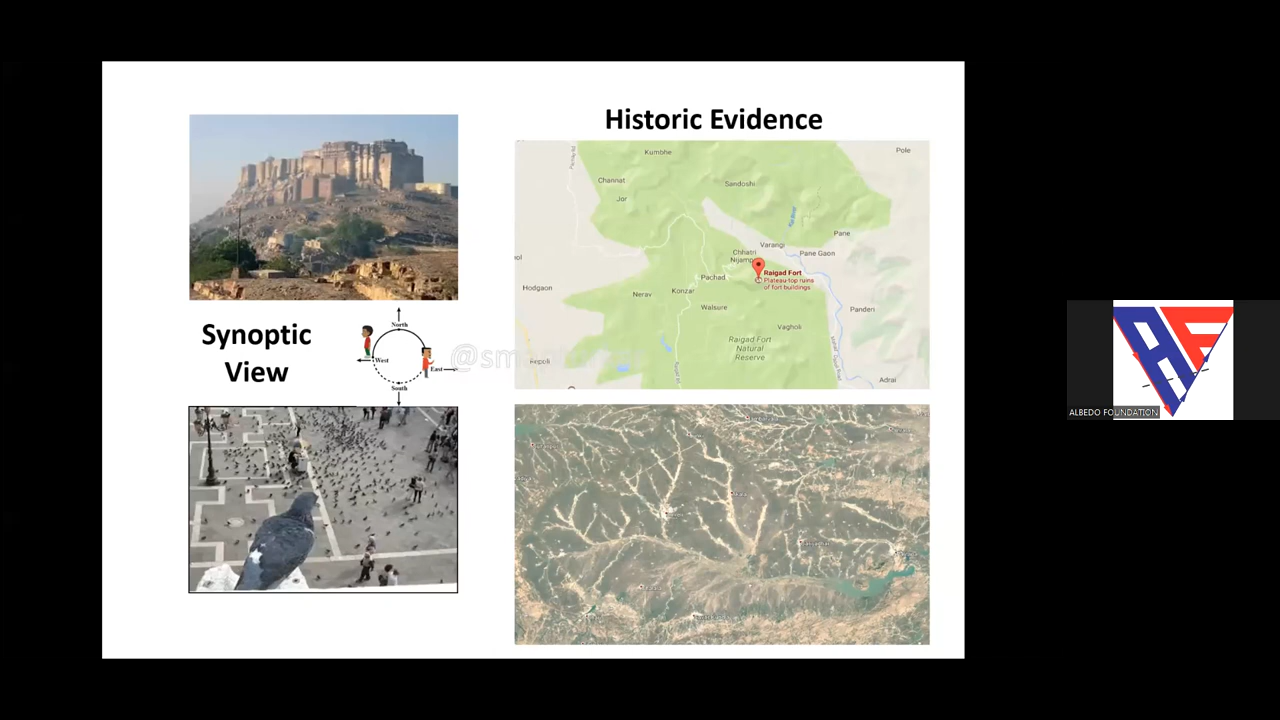 Historic Evidence
Synoptic
View
North
West
East
South
@sm
Kumbhe
Pole
Channat
Sandoshi
Jor
Pane
Varangi
Chhatri
Nijampur
Pane Gaon
Raigad Fort
Plateau-top ruins
of fort buildings
Pachad
Hodgaon
Nerav
Konzar
Walsure
Panderi
Vagholi
Raigad Fort
Natural
Reserve
Adrai
ALBEDO FOUNDATION
AF